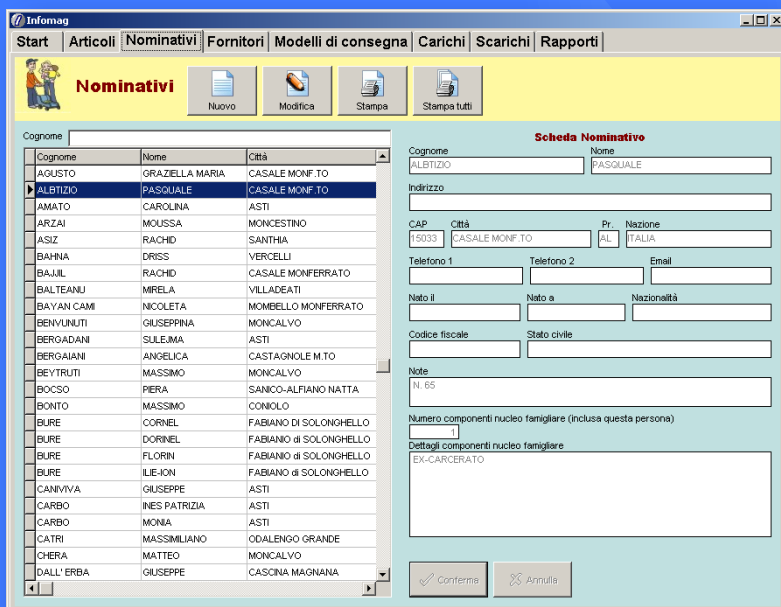 Infomag
Start Articoli Nominativi Fornitori Modelli di consegna Carichi Scarichi Rapporti
Nominativi
Nuovo Modifica Stampa Stampa tutti
Cognome
Cognome Nome Città
AGUSTO GRAZIELLA MARIA CASALE MONF.TO
ALBTIZIO PASQUALE CASALE MONF.TO
AMATO CAROLINA ASTI
ARZAI MOUSSA MONCESTINO
ASIZ RACHID SANTHIA
BAHNA DRISS VERCELLI
BAJJIL RACHID CASALE MONFERRATO
BALTEANU MIRELA VILLADEATI
BAYAN CAMI NICOLETA MOMBELLO MONFERRATO
BENVUNUTI GIUSEPPINA MONCALVO
BERGADANI SULEJMA ASTI
BERGAIANI ANGELICA CASTAGNOLE M.TO
BEYTRUTI MASSIMO MONCALVO
BOCSO PIERA SANICO-ALFIANO NATTA
BONTO MASSIMO CONIOLO
BURE CORNEL FABIANO DI SOLONGHELLO
BURE DORINEL FABIANIO di SOLONGHELLO
BURE FLORIN FABIANO di SOLONGHELLO
BURE ILIE-ION FABIANO di SOLONGHELLO
CANIVIVA GIUSEPPE ASTI
CARBO INES PATRIZIA ASTI
CARBO MONIA ASTI
CATRI MASSIMILIANO ODALENGO GRANDE
CHERA MATTEO MONCALVO
DALL' ERBA GIUSEPPE CASCINA MAGNANA
Scheda Nominativo
Cognome Nome
ALBTIZIO PASQUALE
Indirizzo
CAP Città Pr. Nazione
15033 CASALE MONF.TO AL ITALIA
Telefono 1 Telefono 2 Email
Nato il Nato a Nazionalità
Codice fiscale Stato civile
Note
N. 65
Numero componenti nucleo famigliare (inclusa questa persona)
1
Dettagli componenti nucleo famigliare
EX-CARCERATO
Conferma Annulla